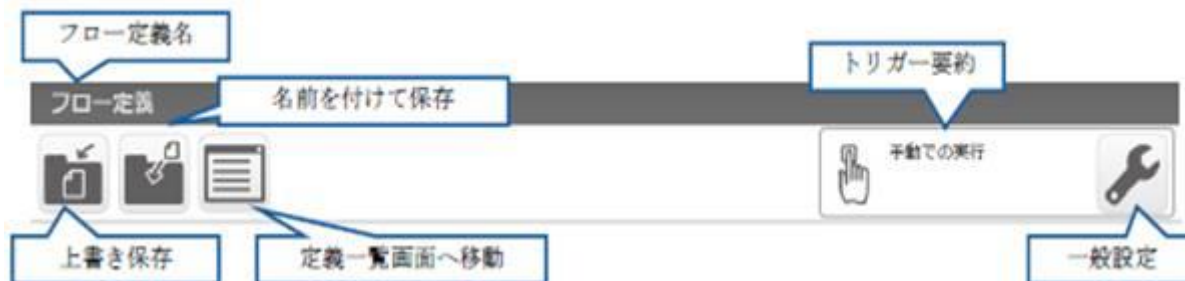 フロー定義名
トリガー要約
フロー定義
名前を付けて保存
手動での実行
上書き保存
定義一覧画面へ移動
一般設定